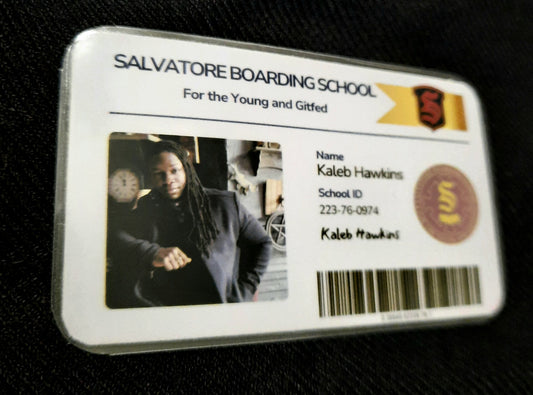 SALVATORE BOARDING SCHOOL
For the Young and Gitfed
S
Name
Kaleb Hawkins
School ID
223-76-0974
Kaleb Hawkins
S